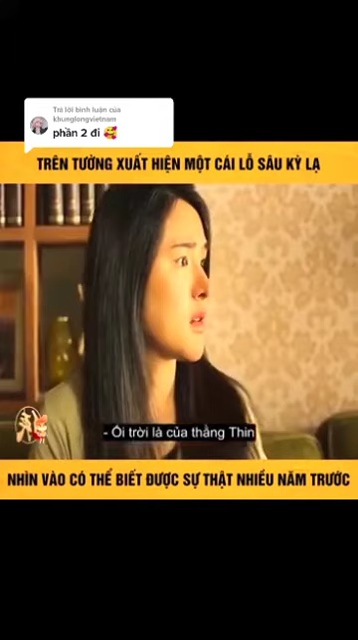 Trả lời bình luận của
khunglongvietnam
phần 2 đi 🥰
TRÊN TƯỜNG XUẤT HIỆN MỘT CÁI LỖ SÂU KỲ LẠ
- Ói trời là của thằng Thin
NHÌN VÀO CÓ THỂ BIẾT ĐƯỢC SỰ THẬT NHIỀU NĂM TRƯỚC